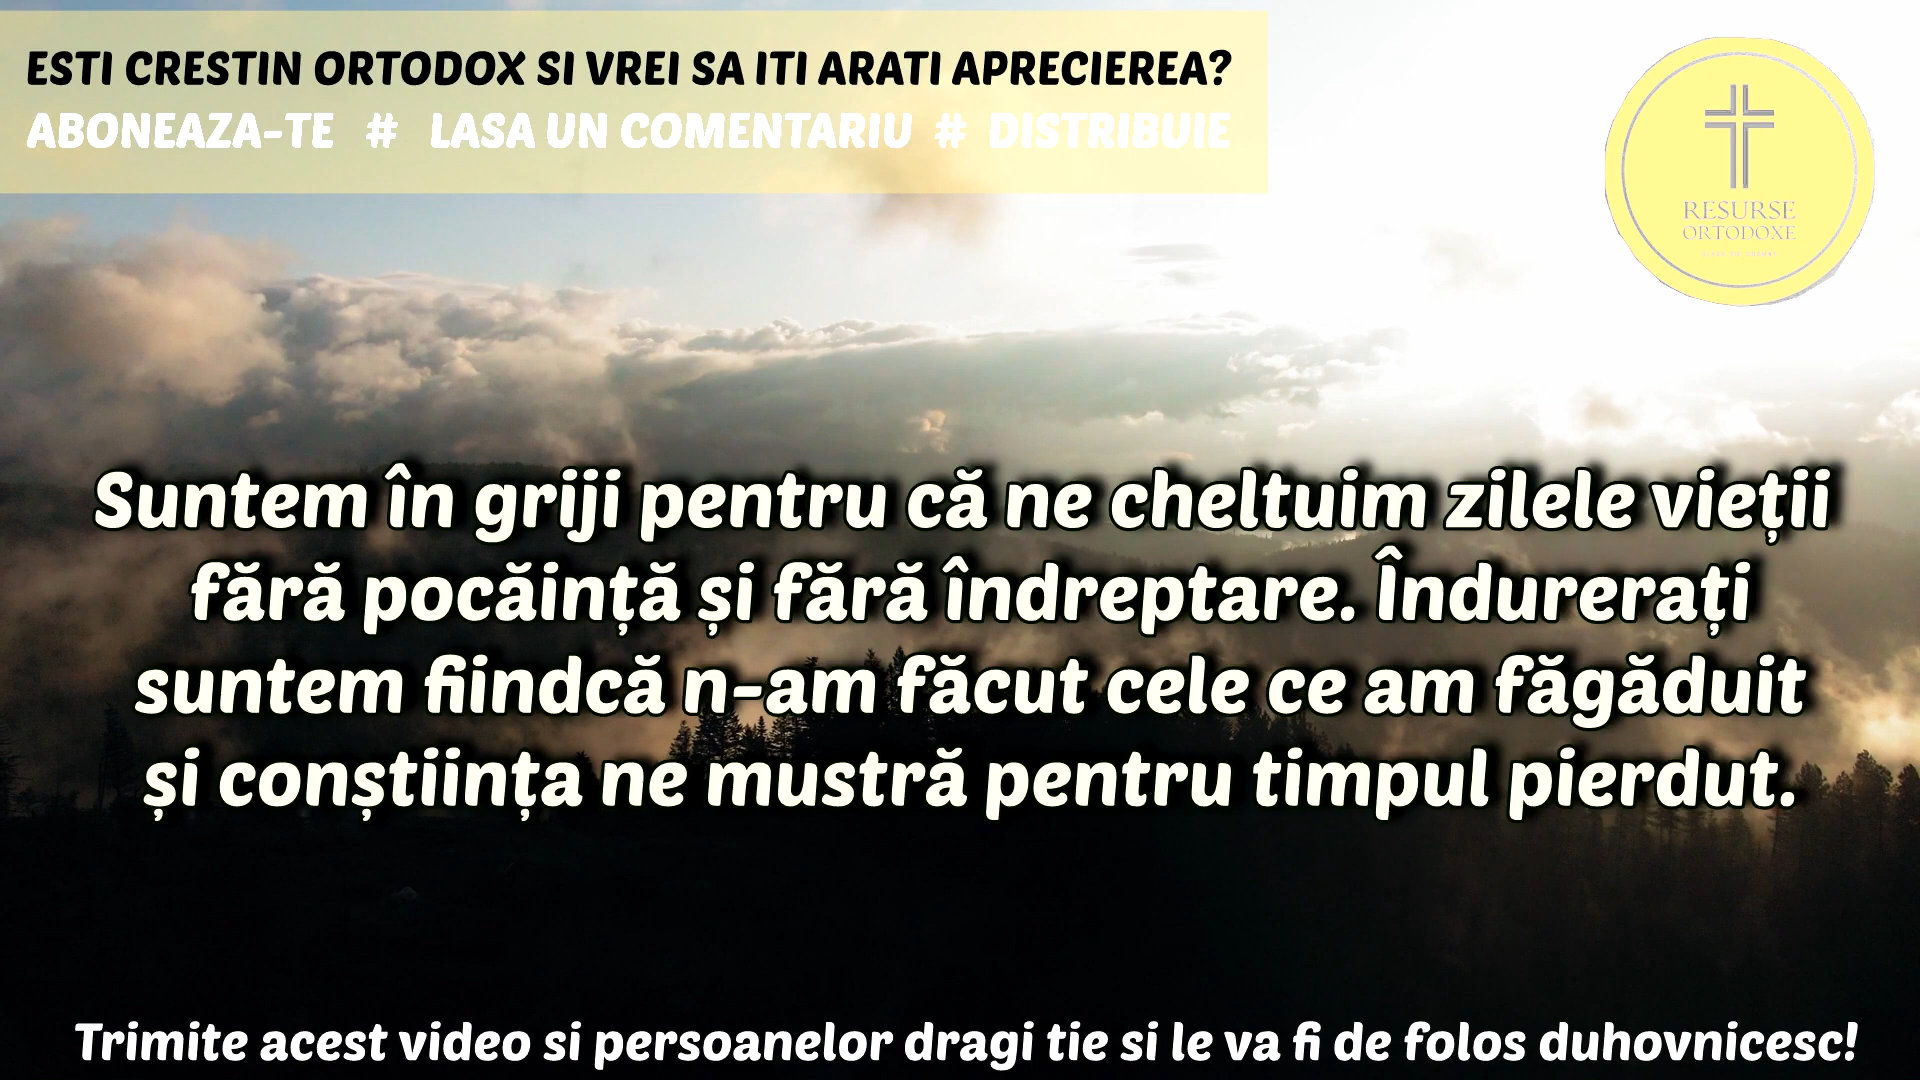 ESTI CRESTIN ORTODOX SI VREI SA ITI ARATI APRECIEREA?
ABONEAZA-TE # LASA UN COMENTARIU # DISTRIBUIE
RESURSE
ORTODOXE
Suntem în griji pentru că ne cheltuim zilele vieții
fără pocăință și fără îndreptare. Îndurerați
suntem fiindcă n-am făcut cele ce am făgăduit
și conștiința ne mustră pentru timpul pierdut.
Trimite acest video si persoanelor dragi tie si le va fi de folos duhovnicesc!